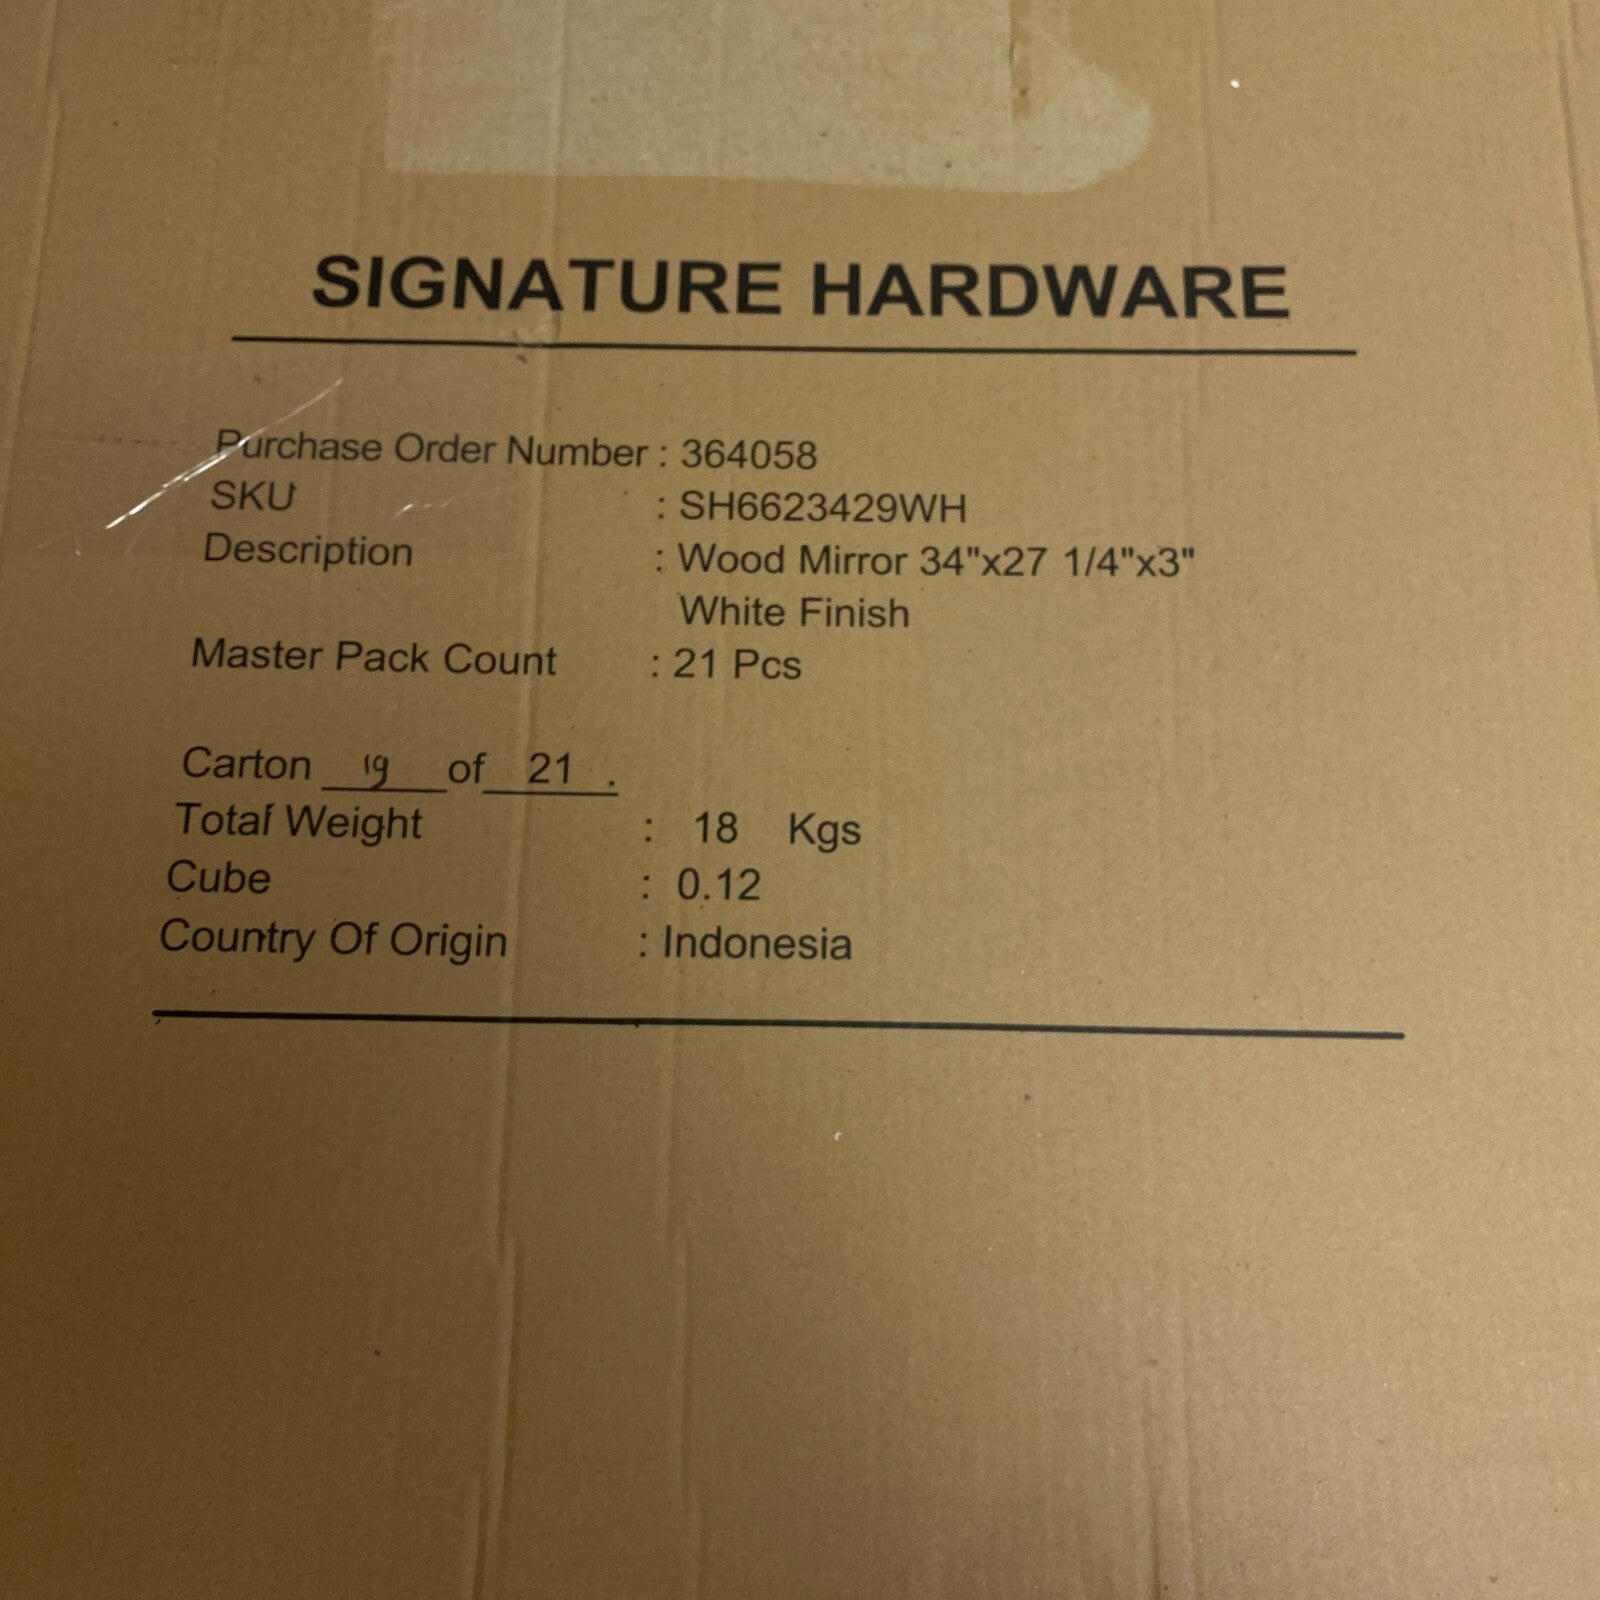 SIGNATURE HARDWARE
Purchase Order Number : 364058
SKU : SH6623429WH
Description : Wood Mirror 34"x27 1/4"x3"
White Finish
Master Pack Count : 21 Pcs
Carton 19 of 21 .
Total Weight : 18 Kgs
Cube : 0.12
Country Of Origin : Indonesia